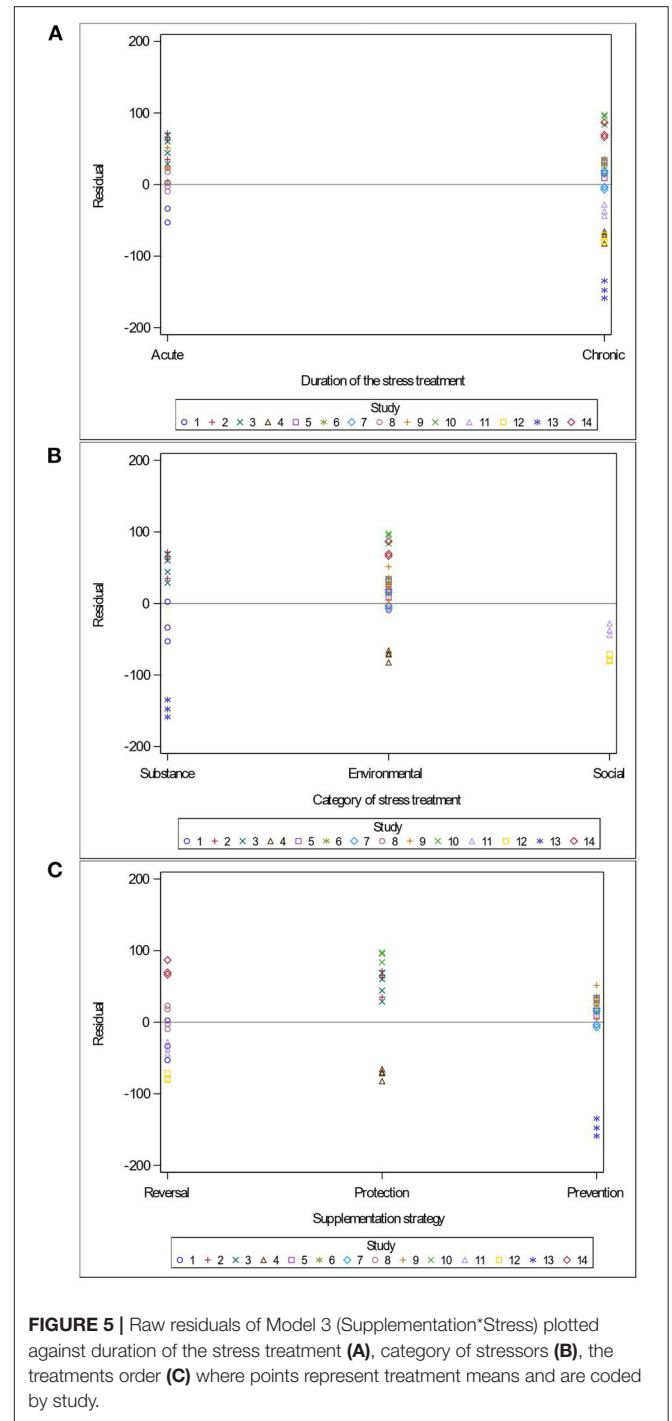 A
200
100
0
-100
-200
Residual
Acute
Chronic
Duration of the stress treatment
Study
1 2 3 4 5 6 7 8 9 10 11 12 13 14
B
200
100
0
-100
-200
Residual
Substance
Environmental
Social
Category of stress treatment
Study
1 2 3 4 5 6 7 8 9 10 11 12 13 14
C
200
100
0
-100
-200
Residual
Reversal
Protection
Prevention
Supplementation strategy
Study
1 2 3 4 5 6 7 8 9 10 11 12 13 14
FIGURE 5 | Raw residuals of Model 3 (Supplementation*Stress) plotted
against duration of the stress treatment (A), category of stressors (B), the
treatments order (C) where points represent treatment means and are coded
by study.